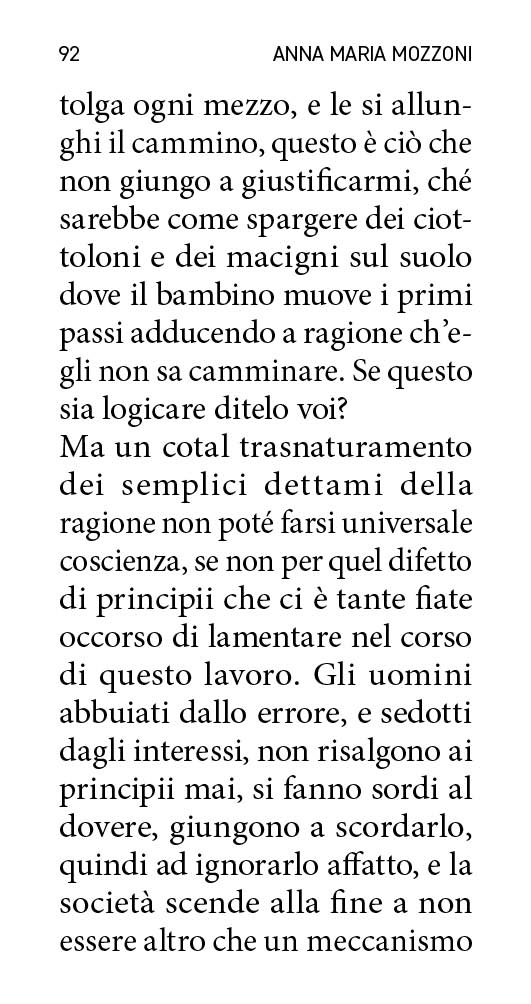 92
ANNA MARIA MOZZONI
tolga ogni mezzo, e le si allun-
ghi il cammino, questo è ciò che
non giungo a giustificarmi, ché
sarebbe come spargere dei ciot-
toloni e dei macigni sul suolo
dove il bambino muove i primi
passi adducendo a ragione ch’e-
gli non sa camminare. Se questo
sia logicare ditelo voi?
Ma un cotal trasnaturamento
dei semplici dettami della
ragione non poté farsi universale
coscienza, se non per quel difetto
di principii che ci è tante fiate
occorso di lamentare nel corso
di questo lavoro. Gli uomini
abbuiati dallo errore, e sedotti
dagli interessi, non risalgono ai
principii mai, si fanno sordi al
dovere, giungono a scordarlo,
quindi ad ignorarlo affatto, e la
società scende alla fine a non
essere altro che un meccanismo